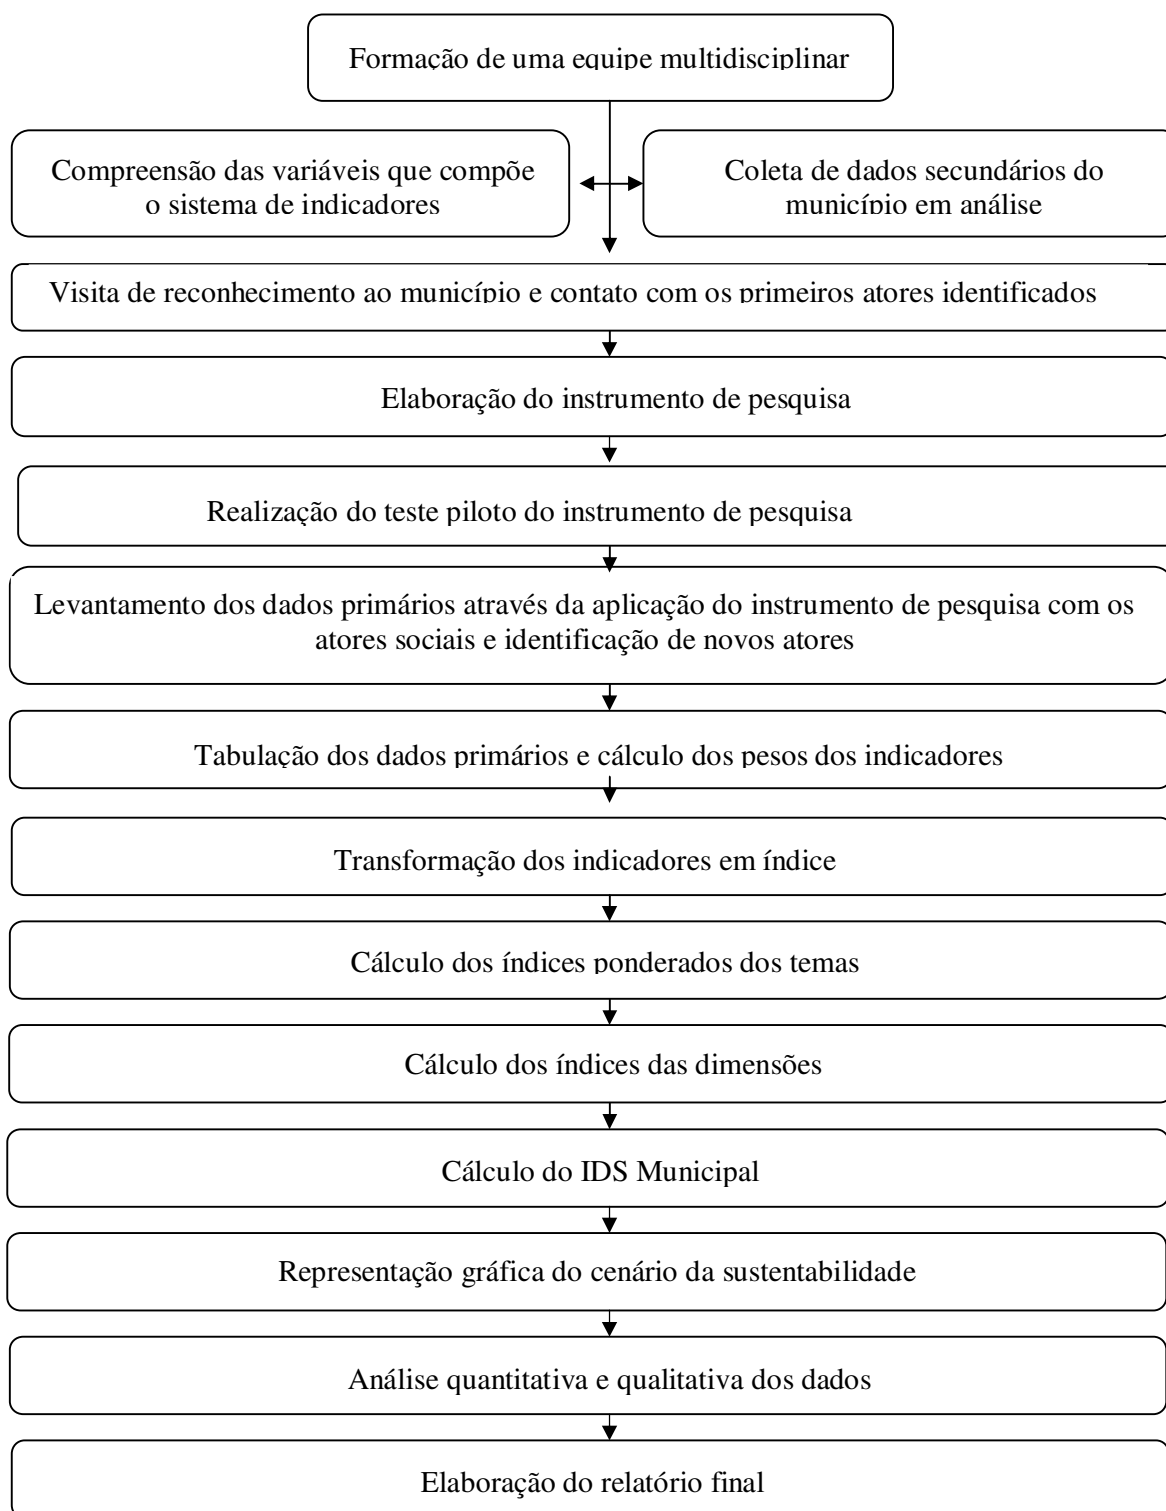 Formação de uma equipe multidisciplinar
Compreensão das variáveis que compõe
o sistema de indicadores
Coleta de dados secundários do
município em análise
Visita de reconhecimento ao município e contato com os primeiros atores identificados
Elaboração do instrumento de pesquisa
Realização do teste piloto do instrumento de pesquisa
Levantamento dos dados primários através da aplicação do instrumento de pesquisa com os
atores sociais e identificação de novos atores
Tabulação dos dados primários e cálculo dos pesos dos indicadores
Transformação dos indicadores em índice
Cálculo dos índices ponderados dos temas
Cálculo dos índices das dimensões
Cálculo do IDS Municipal
Representação gráfica do cenário da sustentabilidade
Análise quantitativa e qualitativa dos dados
Elaboração do relatório final